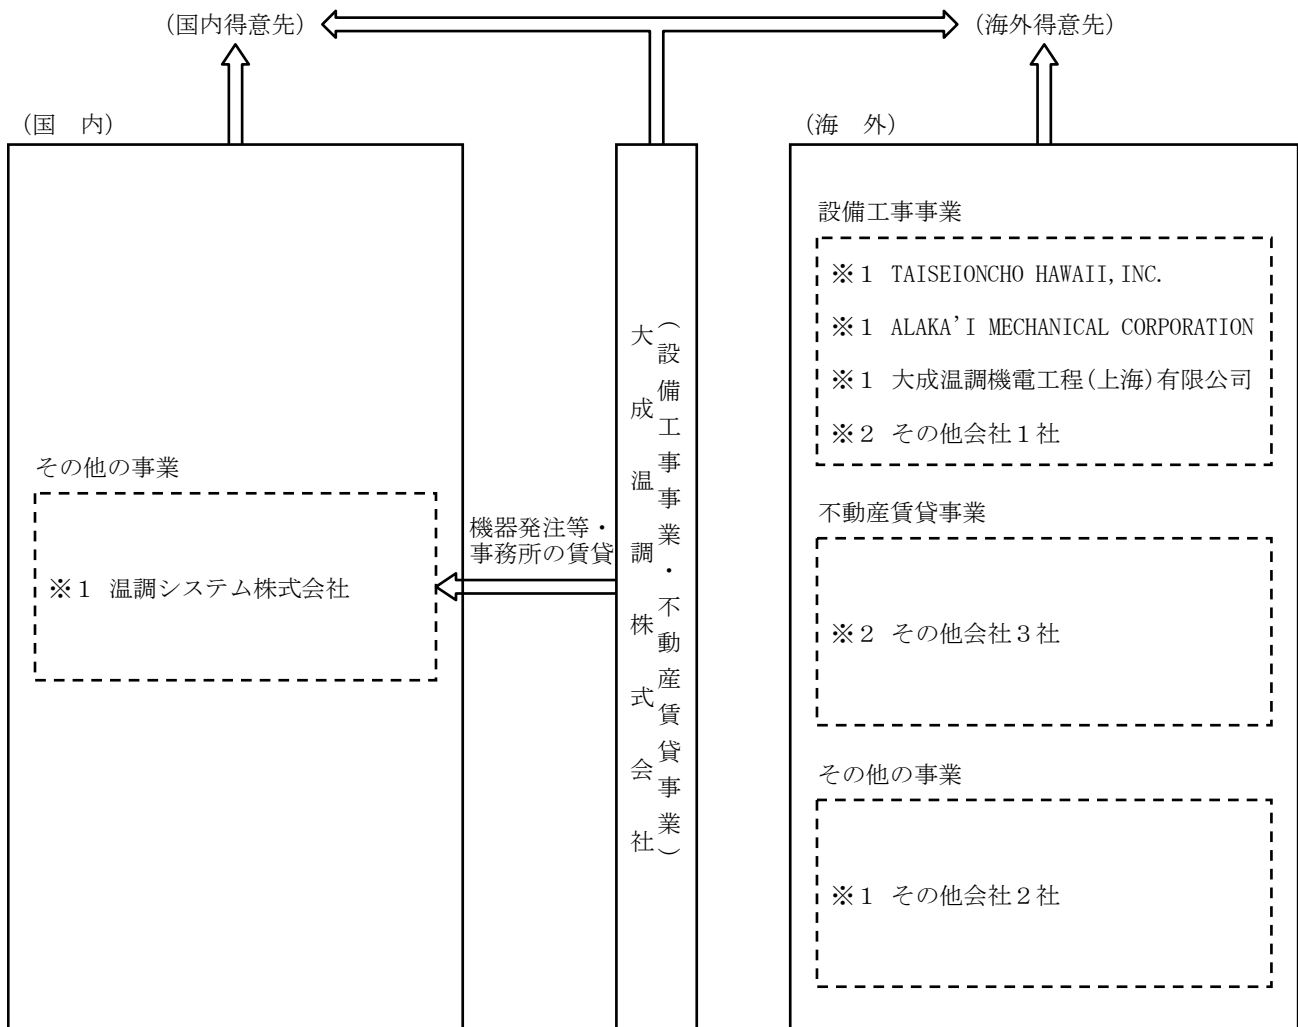 (国内得意先)
(海外得意先)
(国　内)
(海　外)
その他の事業
※１ 温調システム株式会社
機器発注等・
事務所の賃貸
大成温調株式会社
(設備工事事業・不動産賃貸事業)
設備工事事業
※１ TAISEIONCHO HAWAII,INC.
※１ ALAKA’I MECHANICAL CORPORATION
※１ 大成温調機電工程(上海)有限公司
※２ その他会社１社
不動産賃貸事業
※２ その他会社３社
その他の事業
※１ その他会社２社